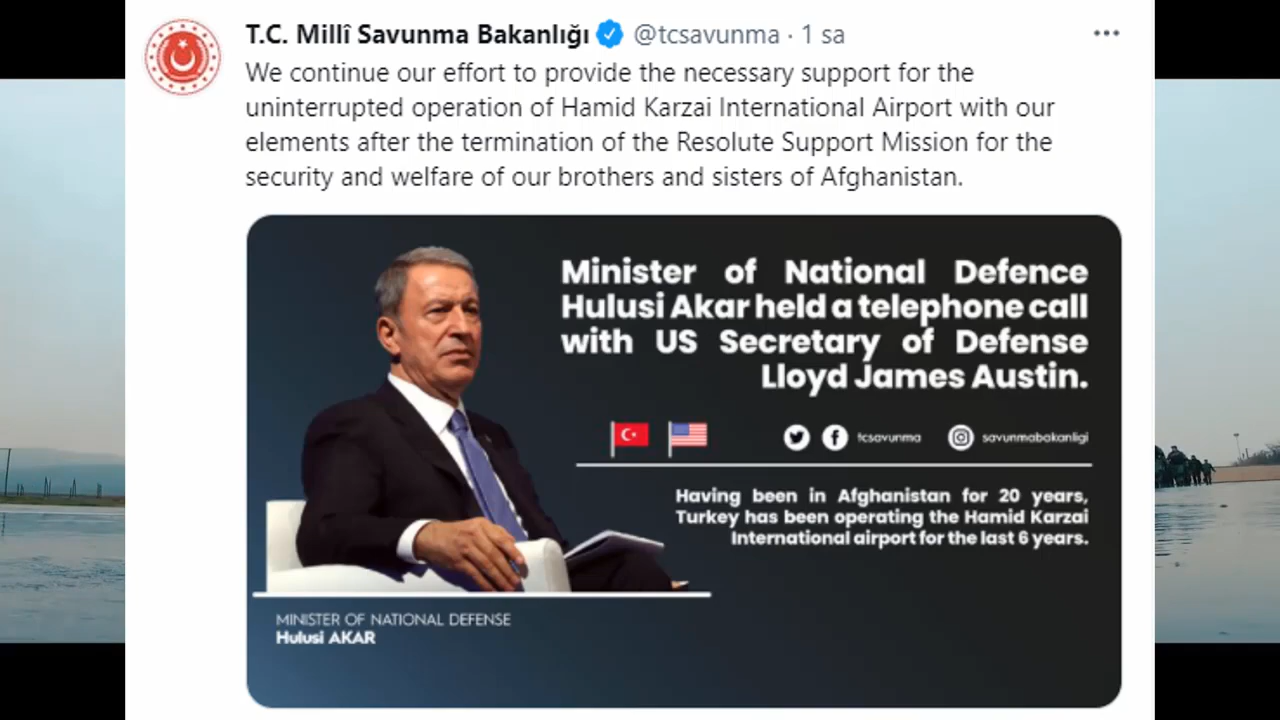 T.C. Millî Savunma Bakanlığı @tcsavunma · 1 sa
We continue our effort to provide the necessary support for the
uninterrupted operation of Hamid Karzai International Airport with our
elements after the termination of the Resolute Support Mission for the
security and welfare of our brothers and sisters of Afghanistan.
Minister of National Defence
Hulusi Akar held a telephone call
with US Secretary of Defense
Lloyd James Austin.
tcsavunma savunmabakanligi
Having been in Afghanistan for 20 years,
Turkey has been operating the Hamid Karzai
International airport for the last 6 years.
MINISTER OF NATIONAL DEFENSE
Hulusi AKAR